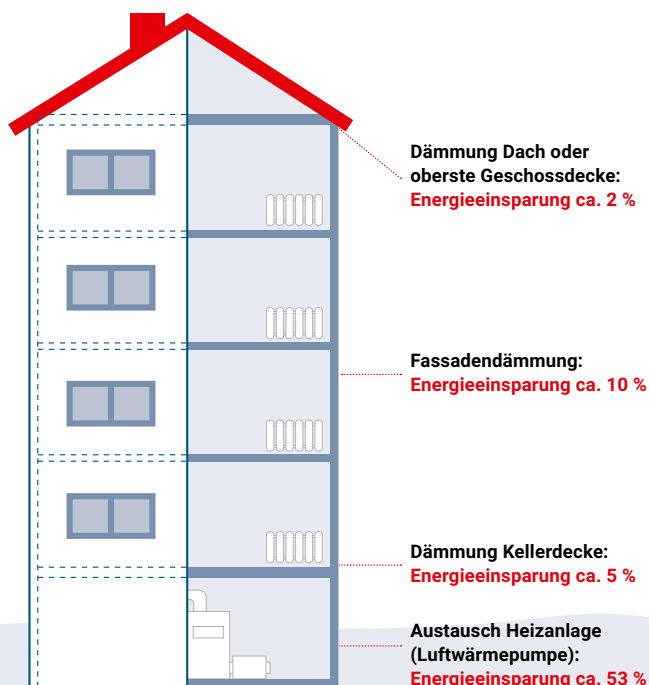 Dämmung Dach oder
oberste Geschossdecke:
Energieeinsparung ca. 2 %
Fassadendämmung:
Energieeinsparung ca. 10 %
Dämmung Kellerdecke:
Energieeinsparung ca. 5 %
Austausch Heizanlage
(Luftwärmepumpe):
Energieeinsparung ca. 53 %